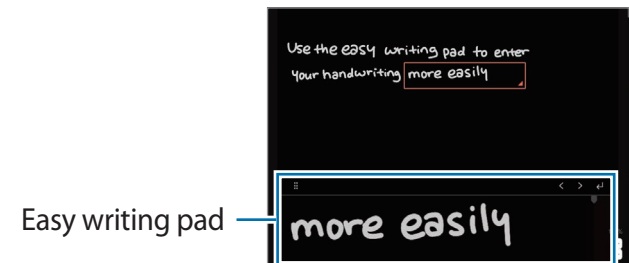 Use the easy writing pad to enter
your handwriting more easily
Easy writing pad
more easily